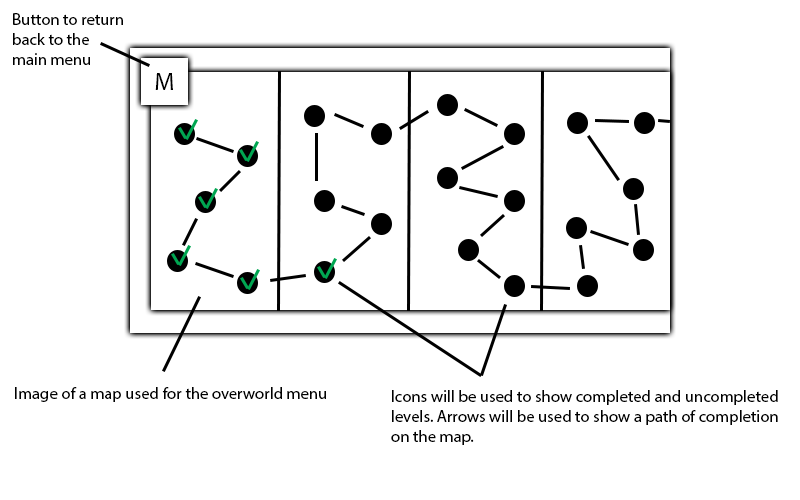 Button to return
back to the
main menu
M
Image of a map used for the overworld menu
Icons will be used to show completed and uncompleted
levels. Arrows will be used to show a path of completion
on the map.